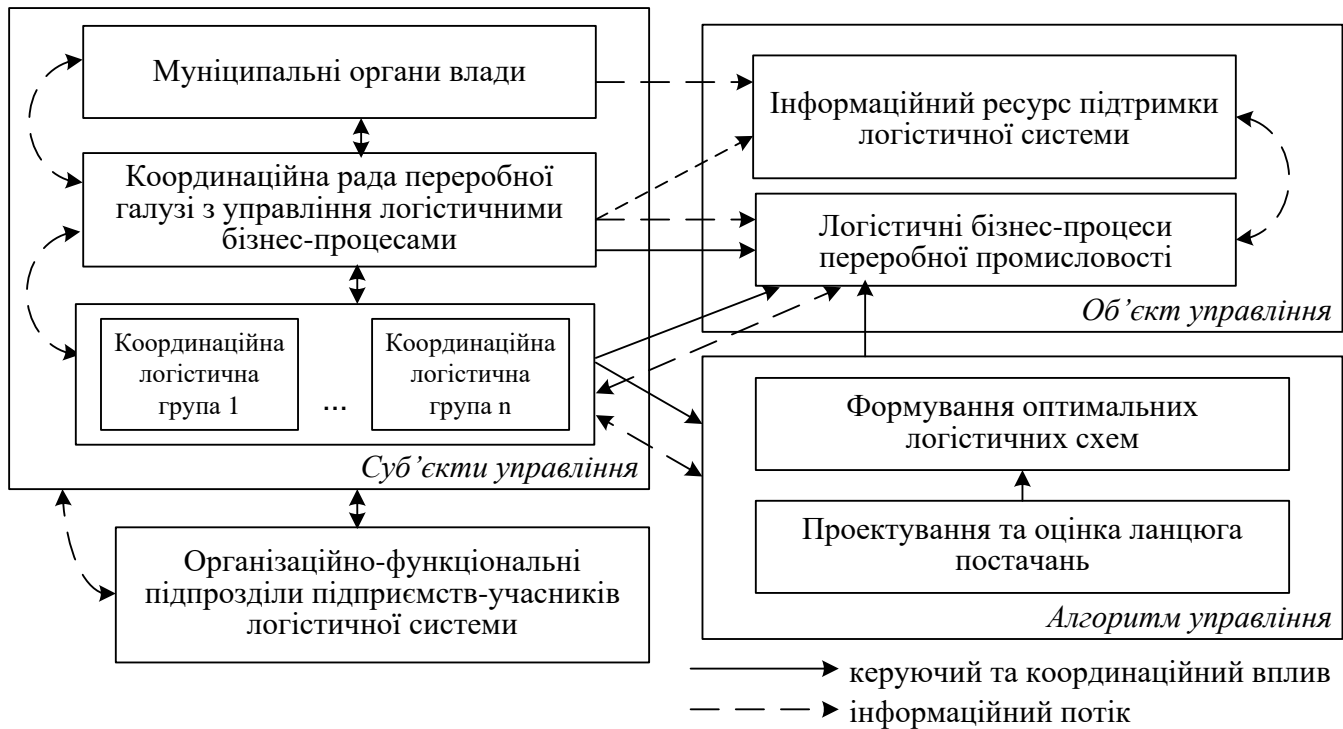 Муніципальні органи влади
Координаційна рада переробної
галузі з управління логістичними
бізнес-процесами
Координаційна
логістична
група 1
...
Координаційна
логістична
група n
Суб’єкти управління
Організаційно-функціональні
підпрозділи підприємств-учасників
логістичної системи
Інформаційний ресурс підтримки
логістичної системи
Логістичні бізнес-процеси
переробної промисловості
Об’єкт управління
Формування оптимальних
логістичних схем
Проектування та оцінка ланцюга
постачань
Алгоритм управління
керуючий та координаційний вплив
інформаційний потік